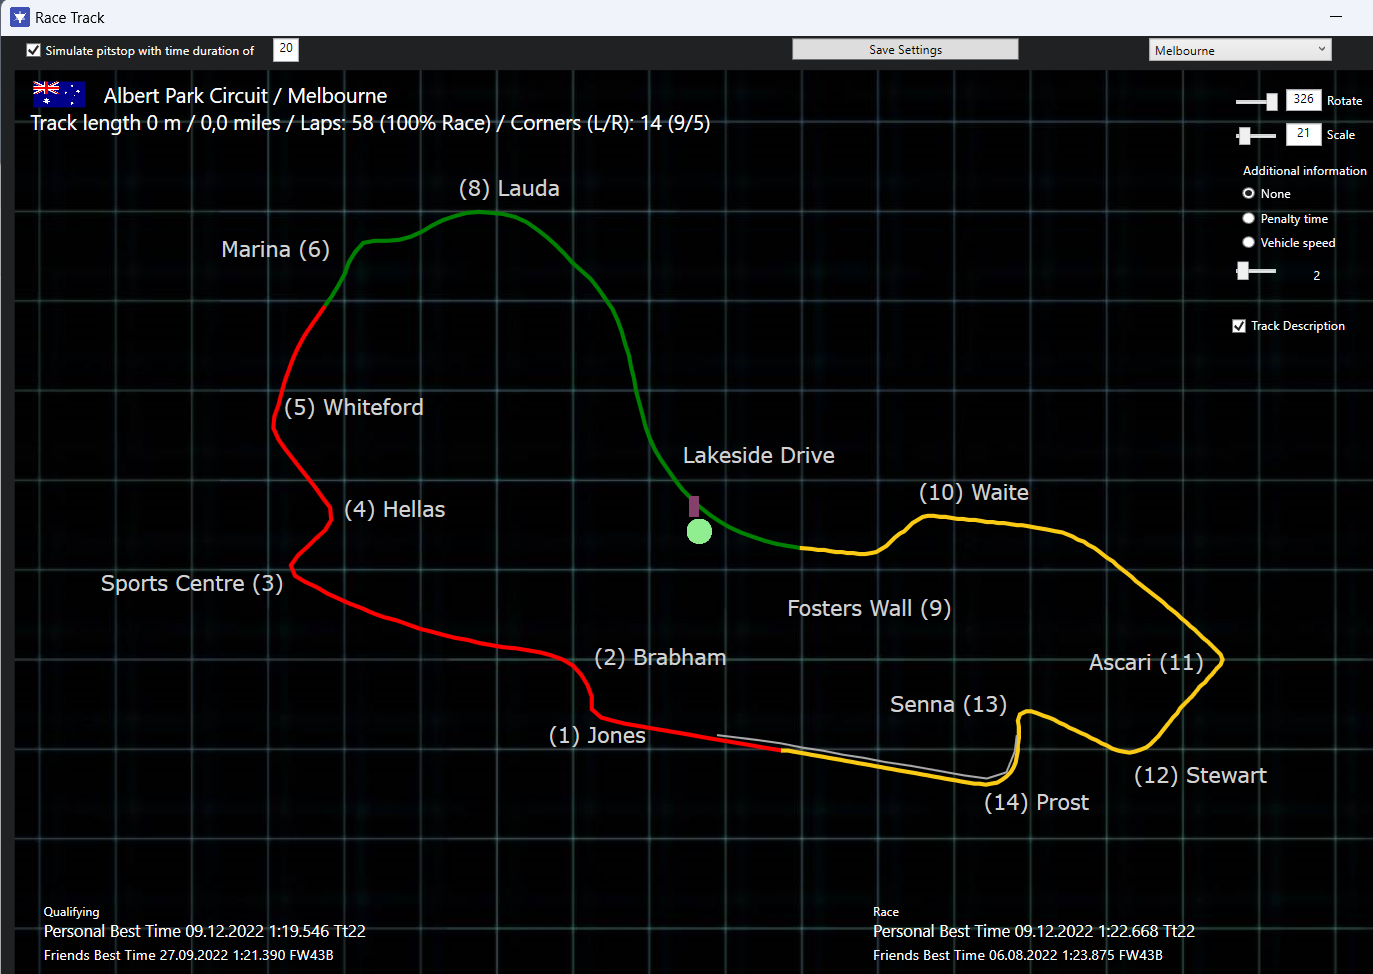 Race Track
Simulate pitstop with time duration of 20
Save Settings
Melbourne
Albert Park Circuit / Melbourne
Track length 0 m / 0,0 miles / Laps: 58 (100% Race) / Corners (L/R): 14 (9/5)
326 Rotate
21 Scale
Additional information
None
Penalty time
Vehicle speed
2
Track Description
(8) Lauda
Marina (6)
(5) Whiteford
Lakeside Drive
(10) Waite
(4) Hellas
Sports Centre (3)
Fosters Wall (9)
(2) Brabham
Ascari (11)
Senna (13)
(1) Jones
(12) Stewart
(14) Prost
Qualifying
Personal Best Time 09.12.2022 1:19.546 Tt22
Friends Best Time 27.09.2022 1:21.390 FW43B
Race
Personal Best Time 09.12.2022 1:22.668 Tt22
Friends Best Time 06.08.2022 1:23.875 FW43B